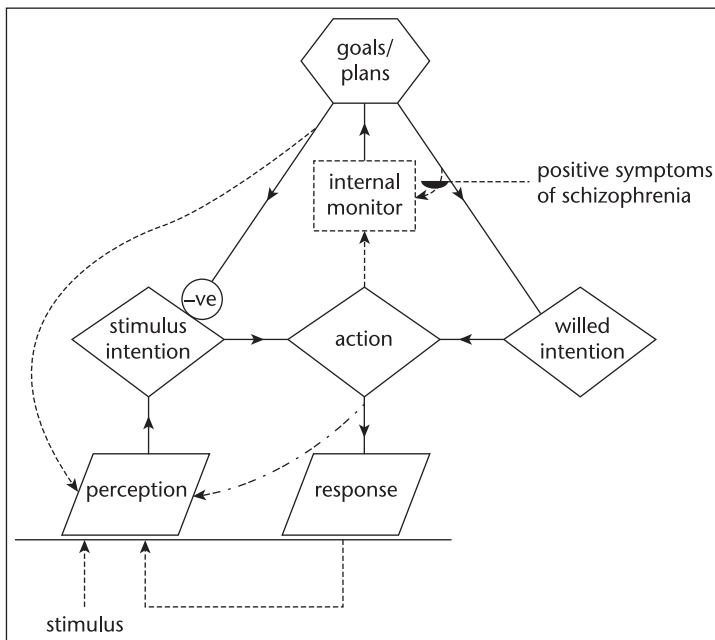 goals/
plans
internal
monitor
positive symptoms
of schizophrenia
–ve
stimulus
intention
action
willed
intention
perception
response
stimulus